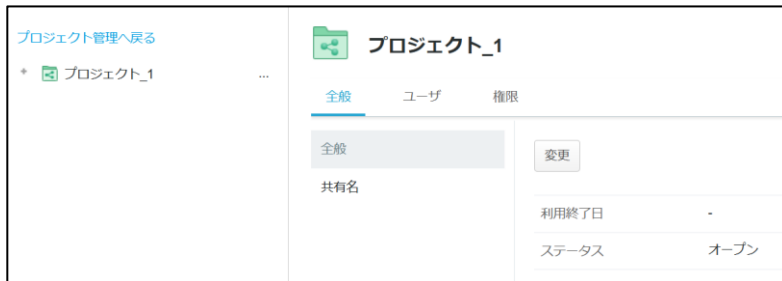 プロジェクト管理へ戻る
プロジェクト_1
...
プロジェクト_1
全般 ユーザ 権限
全般
共有名
変更
利用終了日 -
ステータス オープン